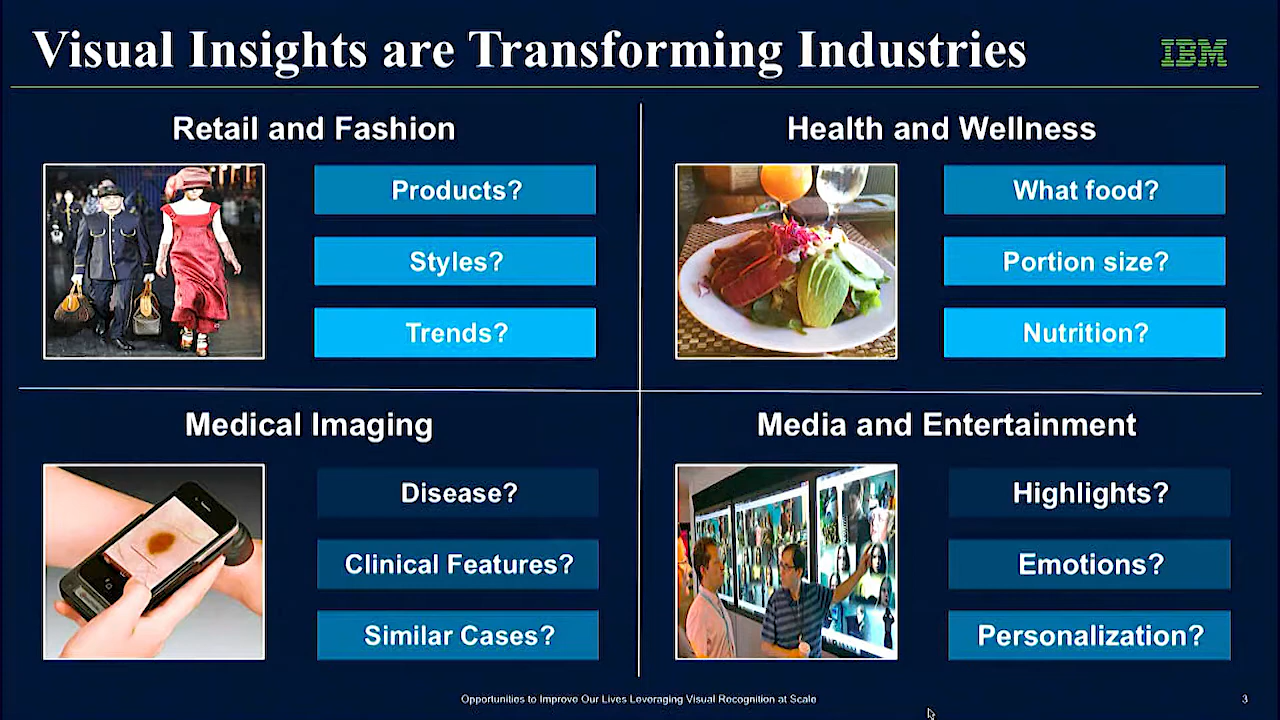 Visual Insights are Transforming Industries
IBM
Retail and Fashion
Products?
Styles?
Trends?
Health and Wellness
What food?
Portion size?
Nutrition?
Medical Imaging
Disease?
Clinical Features?
Similar Cases?
Media and Entertainment
Highlights?
Emotions?
Personalization?
Opportunities to Improve Our Lives Leveraging Visual Recognition at Scale
3